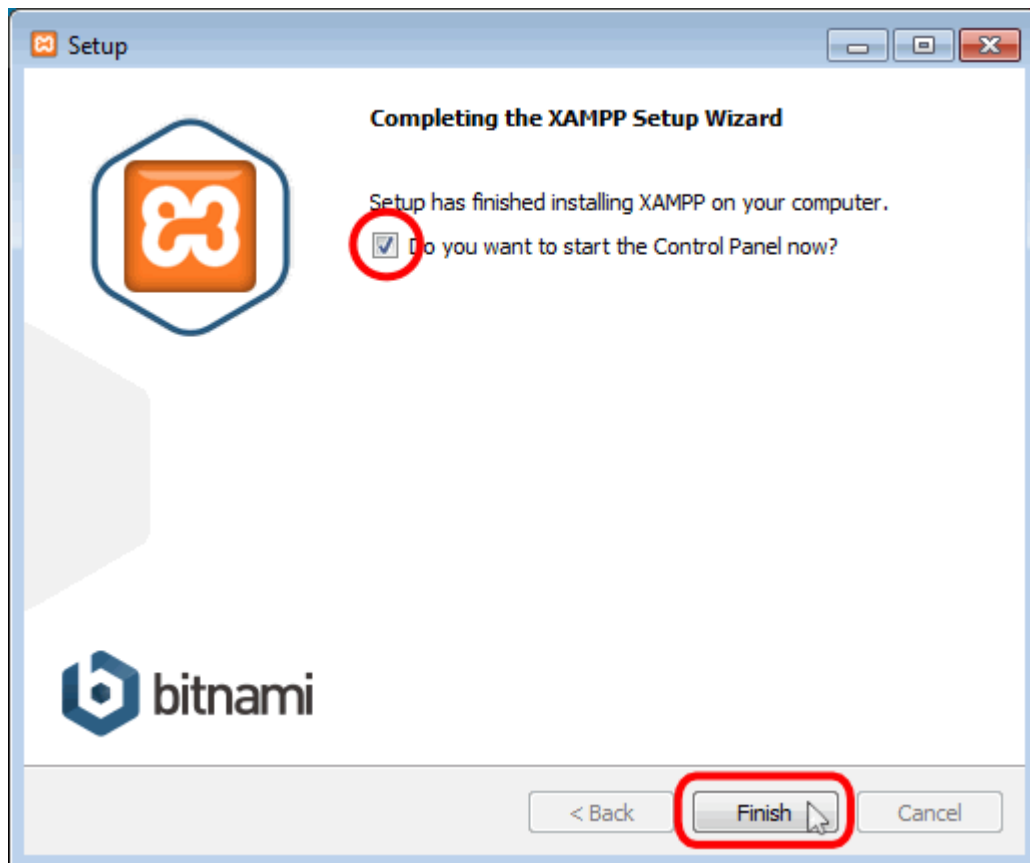 Setup
Completing the XAMPP Setup Wizard
Setup has finished installing XAMPP on your computer.
Do you want to start the Control Panel now?
bitnami
< Back
Finish
Cancel